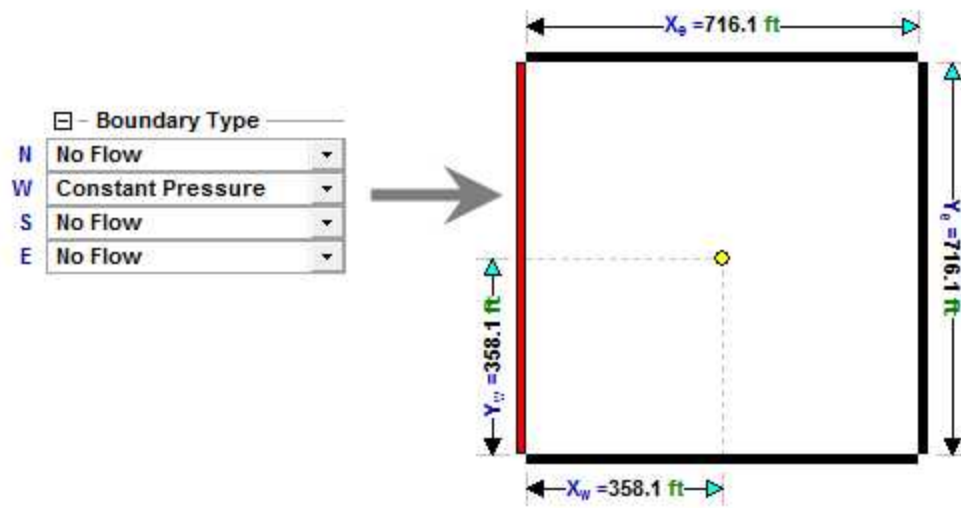 Boundary Type
N No Flow
W Constant Pressure
S No Flow
E No Flow
Xe =716.1 ft
Ye =716.1 ft
Yw =358.1 ft
Xw =358.1 ft